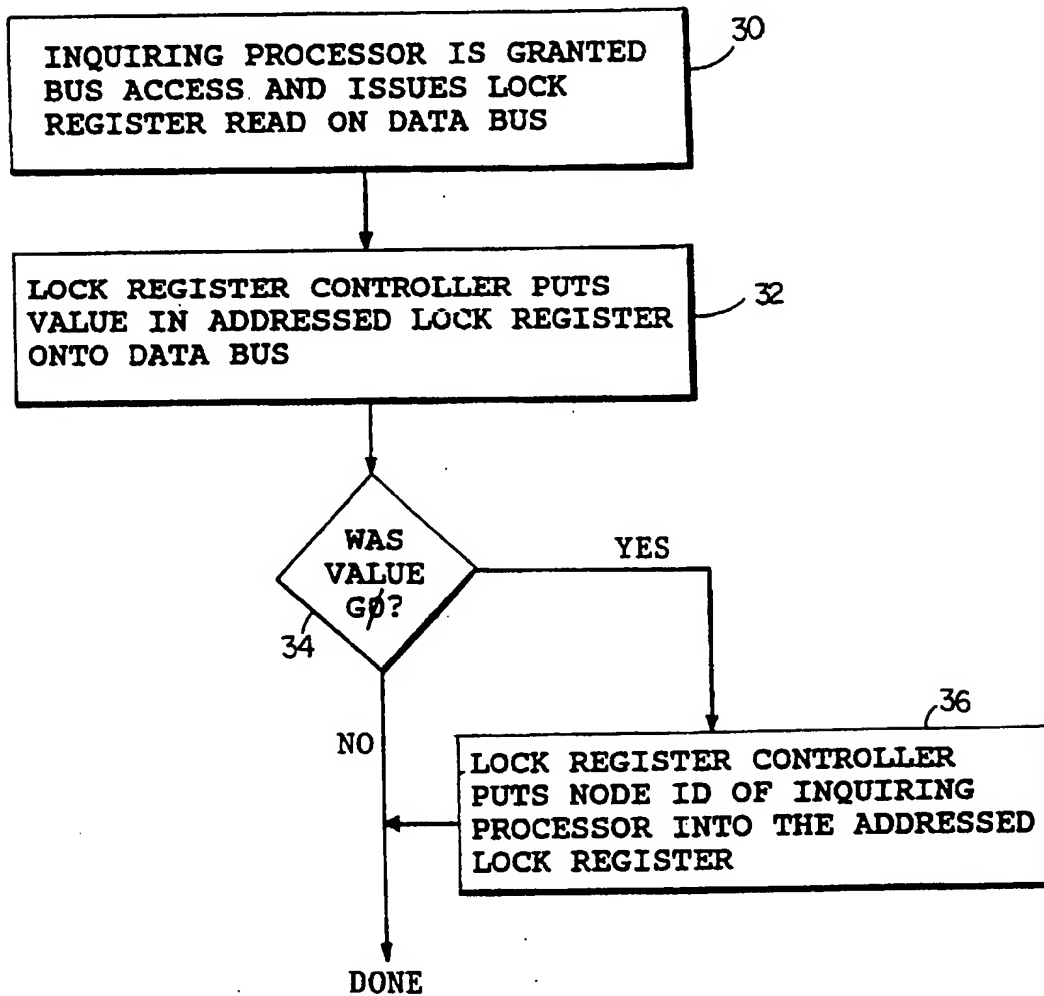 30
INQUIRING PROCESSOR IS GRANTED
BUS ACCESS AND ISSUES LOCK
REGISTER READ ON DATA BUS
32
LOCK REGISTER CONTROLLER PUTS
VALUE IN ADDRESSED LOCK REGISTER
ONTO DATA BUS
WAS
VALUE
GØ?
34
YES
NO
36
LOCK REGISTER CONTROLLER
PUTS NODE ID OF INQUIRING
PROCESSOR INTO THE ADDRESSED
LOCK REGISTER
DONE